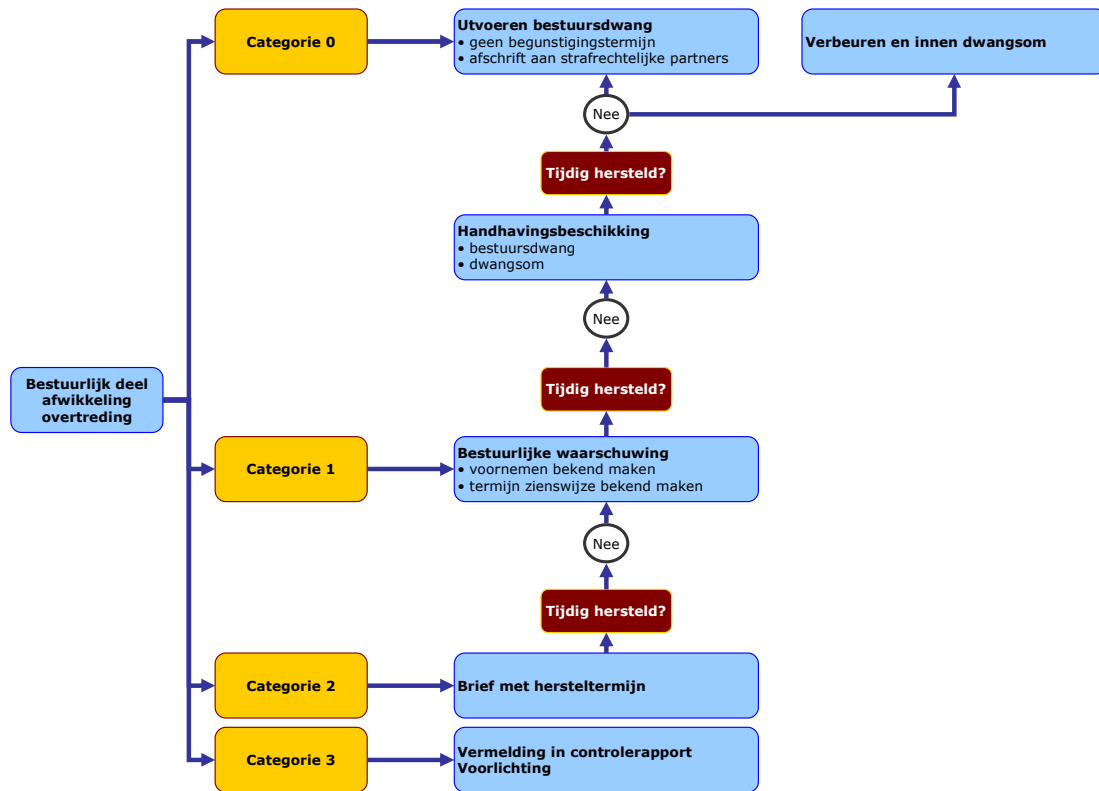 Categorie 0
Utvoeren bestuursdwang
• geen begunstigingstermijn
• afschrift aan strafrechtelijke partners
Verbeuren en innen dwangsom
Nee
Tijdig hersteld?
Handhavingsbeschikking
• bestuursdwang
• dwangsom
Nee
Tijdig hersteld?
Bestuurlijk deel
afwikkeling
overtreding
Categorie 1
Bestuurlijke waarschuwing
• voornemen bekend maken
• termijn zienswijze bekend maken
Nee
Tijdig hersteld?
Categorie 2
Brief met hersteltermijn
Categorie 3
Vermelding in controlerapport
Voorlichting